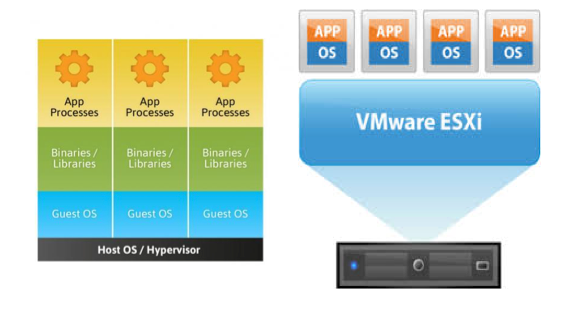 App
Processes
App
Processes
App
Processes
Binaries /
Libraries
Binaries /
Libraries
Binaries /
Libraries
Guest OS
Guest OS
Guest OS
Host OS / Hypervisor
APP
OS
APP
OS
APP
OS
APP
OS
VMware ESXi